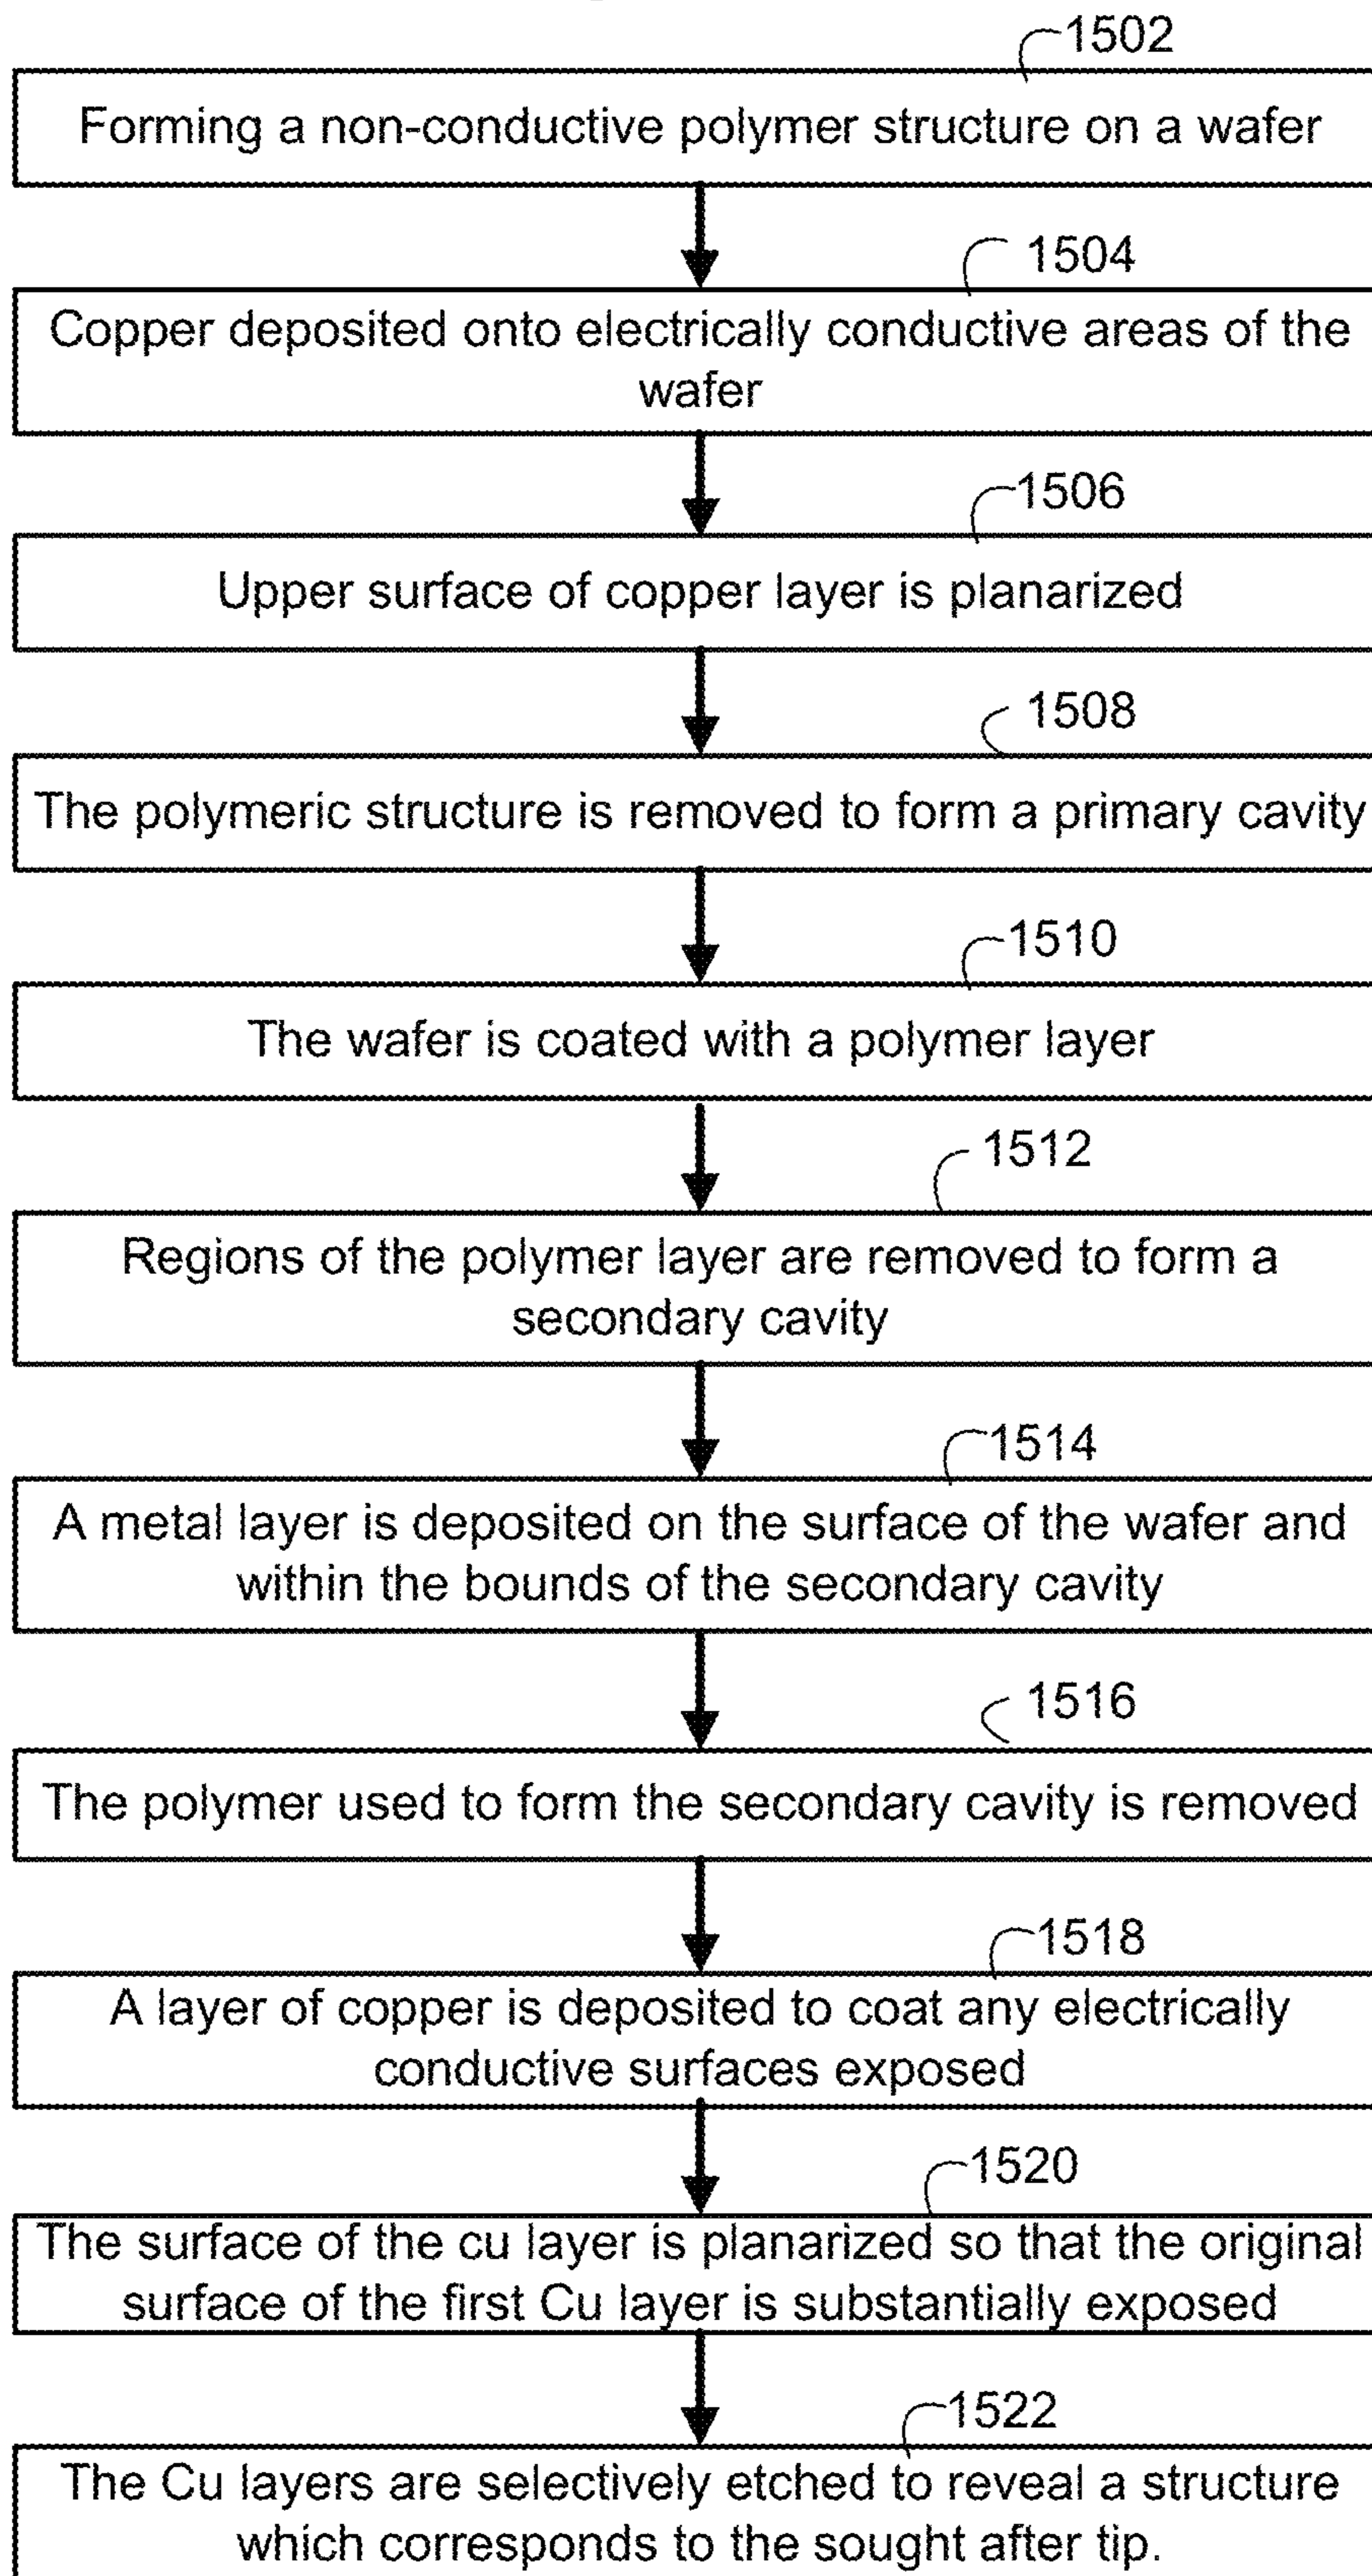 1502
Forming a non-conductive polymer structure on a wafer
1504
Copper deposited onto electrically conductive areas of the
wafer
1506
Upper surface of copper layer is planarized
1508
The polymeric structure is removed to form a primary cavity
1510
The wafer is coated with a polymer layer
1512
Regions of the polymer layer are removed to form a
secondary cavity
1514
A metal layer is deposited on the surface of the wafer and
within the bounds of the secondary cavity
1516
The polymer used to form the secondary cavity is removed
1518
A layer of copper is deposited to coat any electrically
conductive surfaces exposed
1520
The surface of the cu layer is planarized so that the original
surface of the first Cu layer is substantially exposed
1522
The Cu layers are selectively etched to reveal a structure
which corresponds to the sought after tip.